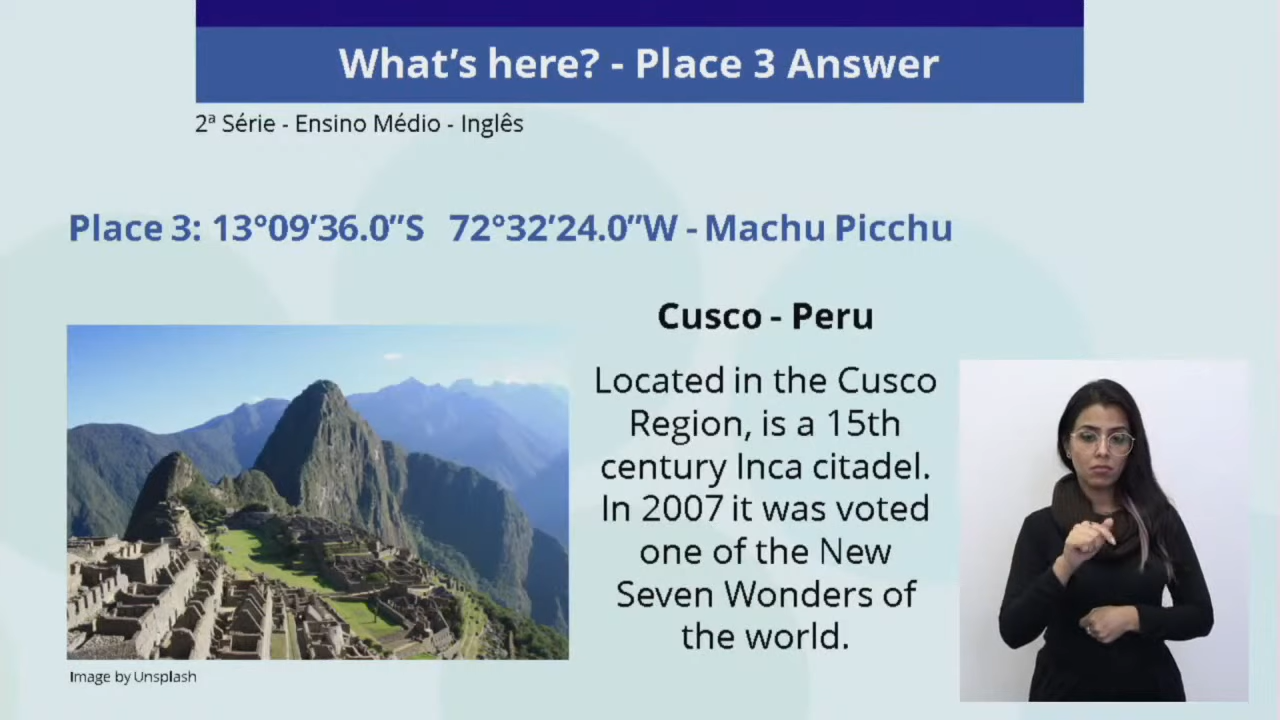 What’s here? - Place 3 Answer
2ª Série - Ensino Médio - Inglês
Place 3: 13°09’36.0”S 72°32’24.0”W - Machu Picchu
Cusco - Peru
Located in the Cusco
Region, is a 15th
century Inca citadel.
In 2007 it was voted
one of the New
Seven Wonders of
the world.
Image by Unsplash